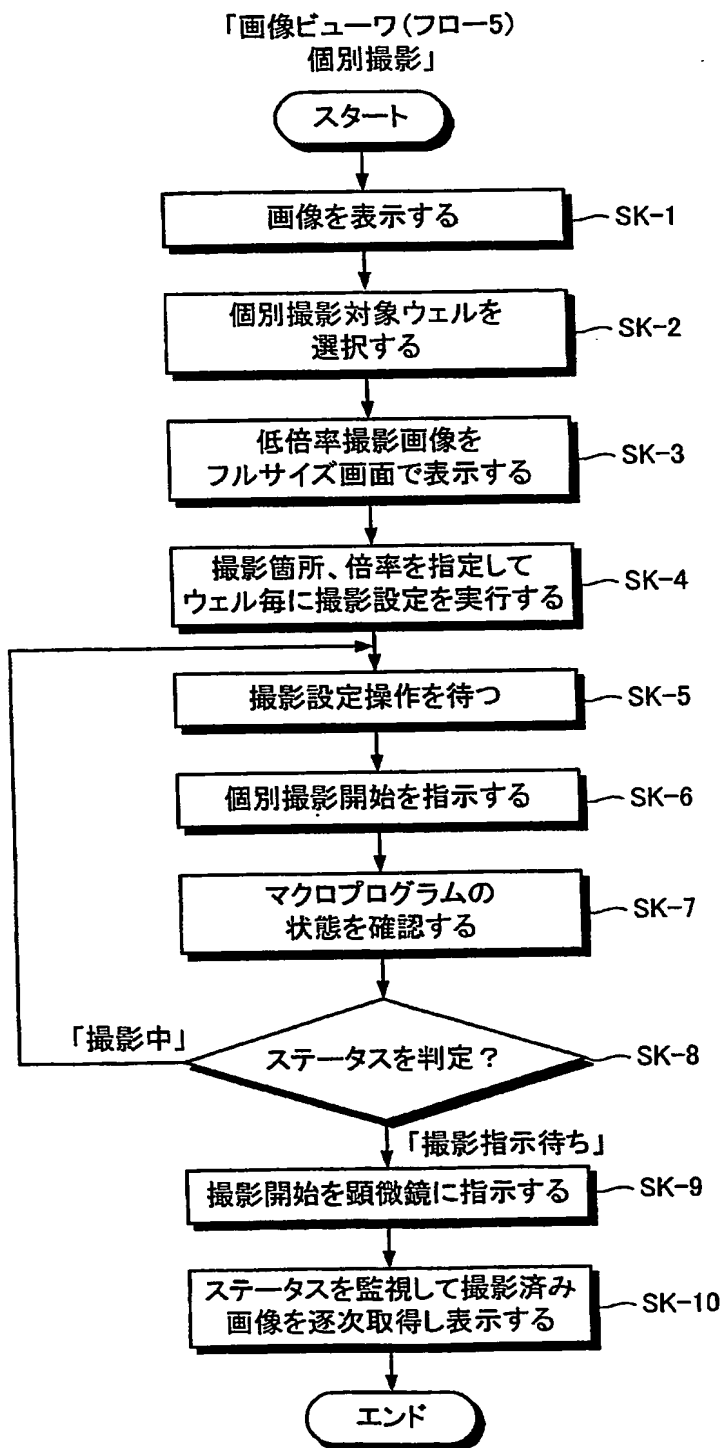 「画像ビューワ(フロー5)
個別撮影」
スタート
画像を表示する
SK-1
個別撮影対象ウェルを
選択する
SK-2
低倍率撮影画像を
フルサイズ画面で表示する
SK-3
撮影箇所、倍率を指定して
ウェル毎に撮影設定を実行する
SK-4
撮影設定操作を待つ
SK-5
個別撮影開始を指示する
SK-6
マクロプログラムの
状態を確認する
SK-7
「撮影中」
ステータスを判定?
SK-8
「撮影指示待ち」
撮影開始を顕微鏡に指示する
SK-9
ステータスを監視して撮影済み
画像を逐次取得し表示する
SK-10
エンド